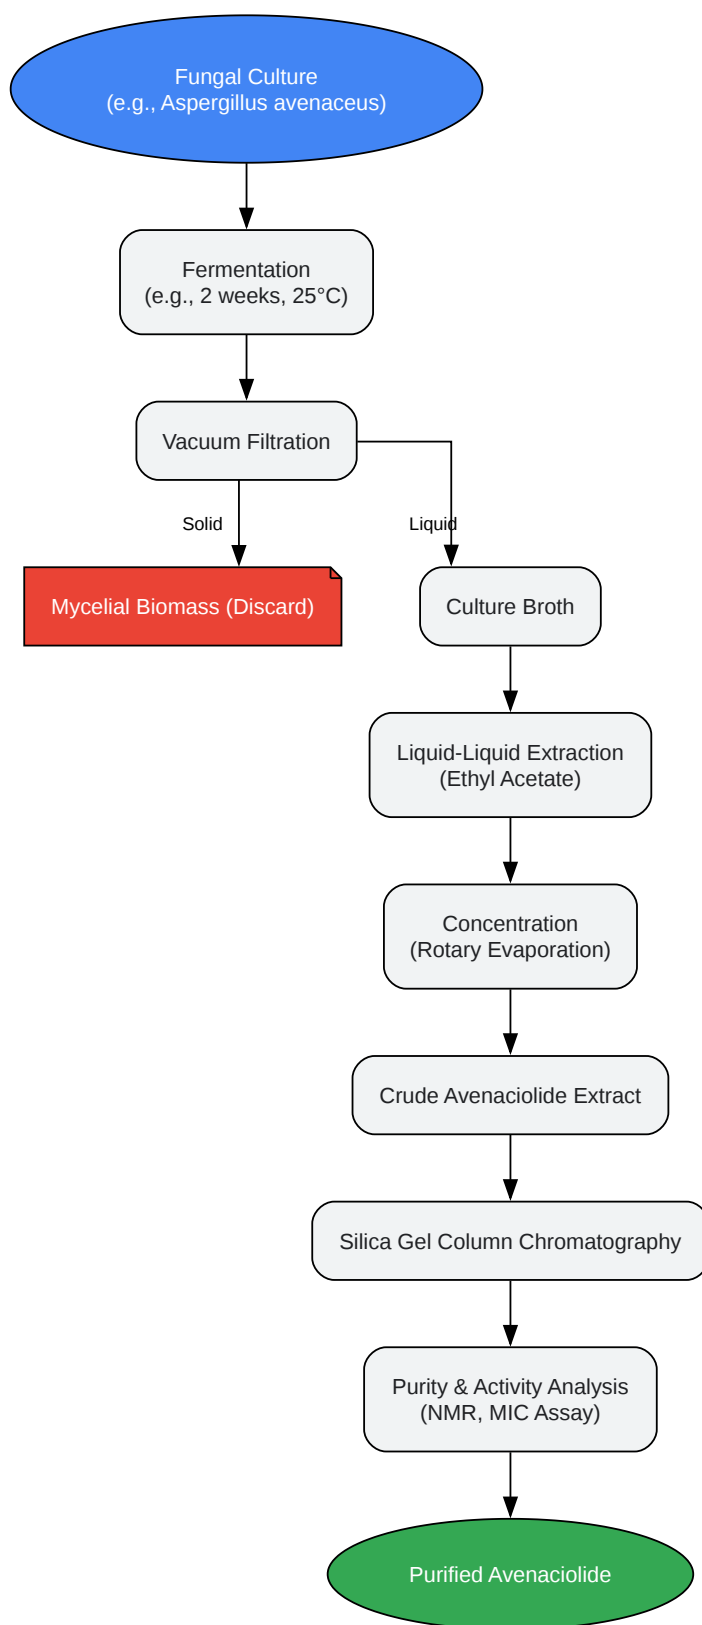 Fungal Culture
(e.g., Aspergillus avenaceus)
Fermentation
(e.g., 2 weeks, 25°C)
Vacuum Filtration
Solid
Liquid
Mycelial Biomass (Discard)
Culture Broth
Liquid-Liquid Extraction
(Ethyl Acetate)
Concentration
(Rotary Evaporation)
Crude Avenaciolide Extract
Silica Gel Column Chromatography
Purity & Activity Analysis
(NMR, MIC Assay)
Purified Avenaciolide